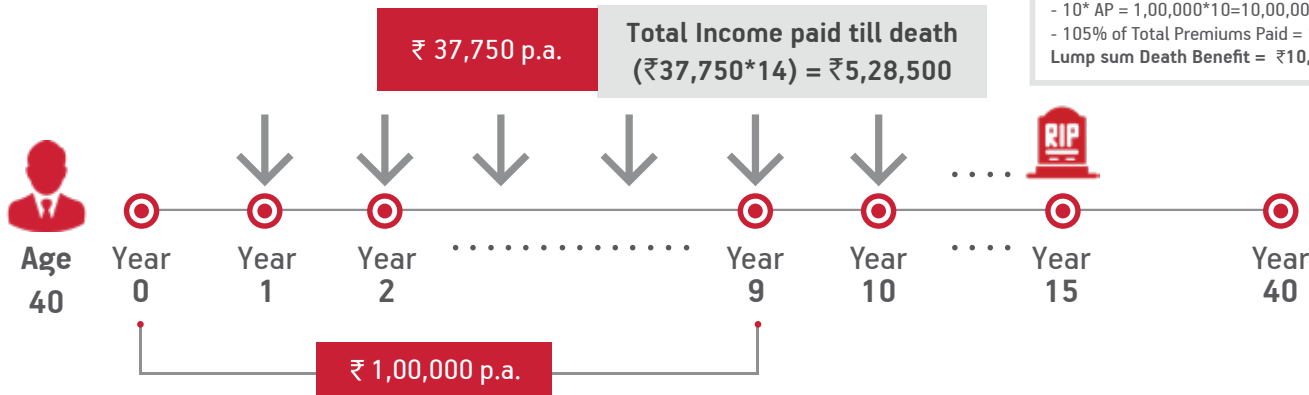 - 10* AP = 1,00,000*10=10,00,00
- 105% of Total Premiums Paid =
Lump sum Death Benefit = ₹10,
₹ 37,750 p.a.
Total Income paid till death
(₹37,750*14) = ₹5,28,500
RIP
Age
40
Year
0
Year
1
Year
2
Year
9
Year
10
Year
15
Year
40
₹ 1,00,000 p.a.